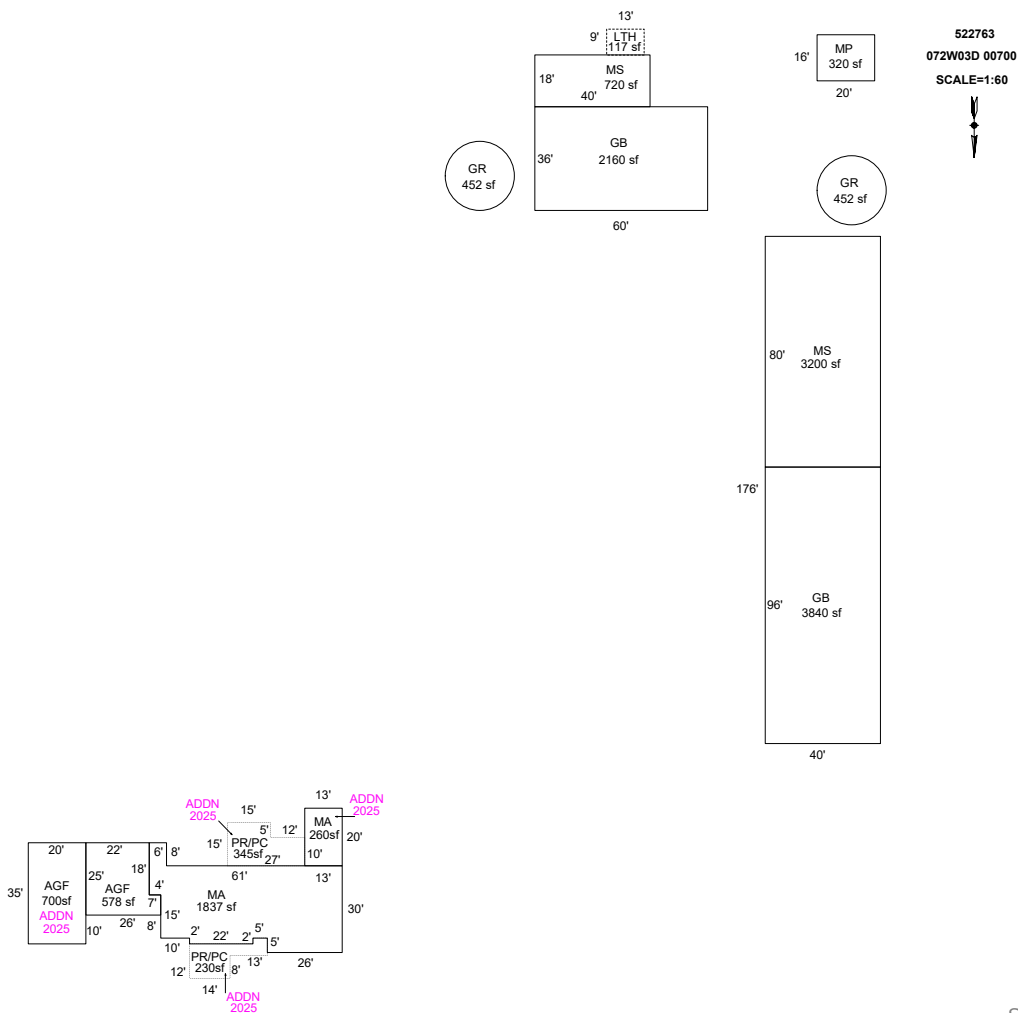 13'
9'
LTH
117 sf
MS
720 sf
18'
40'
GB
2160 sf
36'
60'
GR
452 sf
MP
320 sf
16'
20'
522763
072W03D 00700
SCALE=1:60
GR
452 sf
MS
3200 sf
80'
176'
GB
3840 sf
96'
40'
13'
ADDN
2025
MA
260sf
20'
10'
13'
ADDN
2025
15'
5'
12'
15'
PR/PC
345sf
27'
20'
22'
6'
8'
61'
35'
AGF
700sf
ADDN
2025
25'
18'
AGF
578 sf
4'
7'
MA
1837 sf
30'
10'
26'
8'
15'
10'
2'
22'
2'
5'
5'
13'
26'
12'
PR/PC
230sf
8'
14'
ADDN
2025